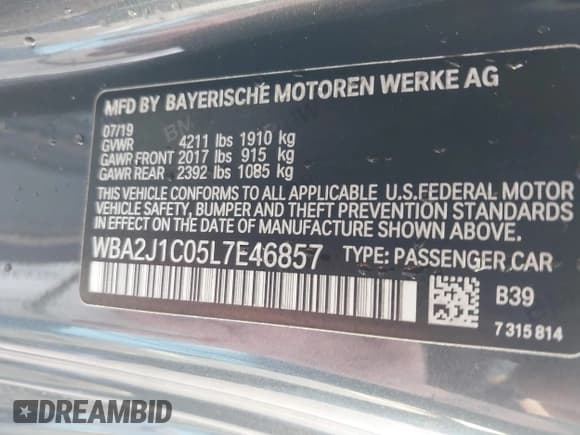 MFD BY BAYERISCHE MOTOREN WERKE AG
07/19
GVWR 4211 lbs 1910 kg
GAWR FRONT 2017 lbs 915 kg
GAWR REAR 2392 lbs 1085 kg
THIS VEHICLE CONFORMS TO ALL APPLICABLE U.S.FEDERAL MOTOR
VEHICLE SAFETY, BUMPER AND THEFT PREVENTION STANDARDS
IN EFFECT ON THE DATE OF MANUFACTURE SHOWN ABOVE.
WBA2J1C05L7E46857 TYPE: PASSENGER CAR
B39
7 315 814
DREAMBID